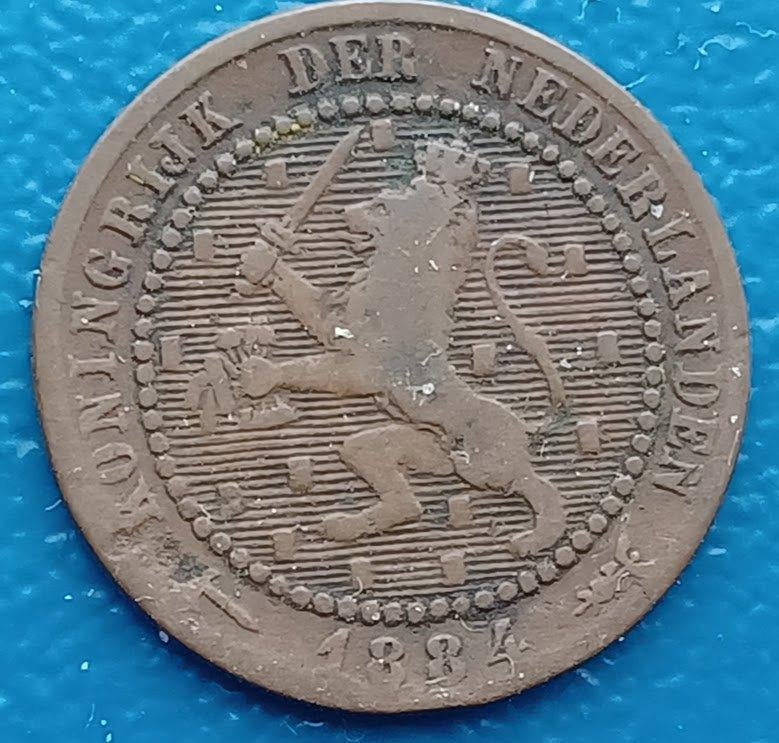 KONINGRIJK DER NEDERLANDEN
1884